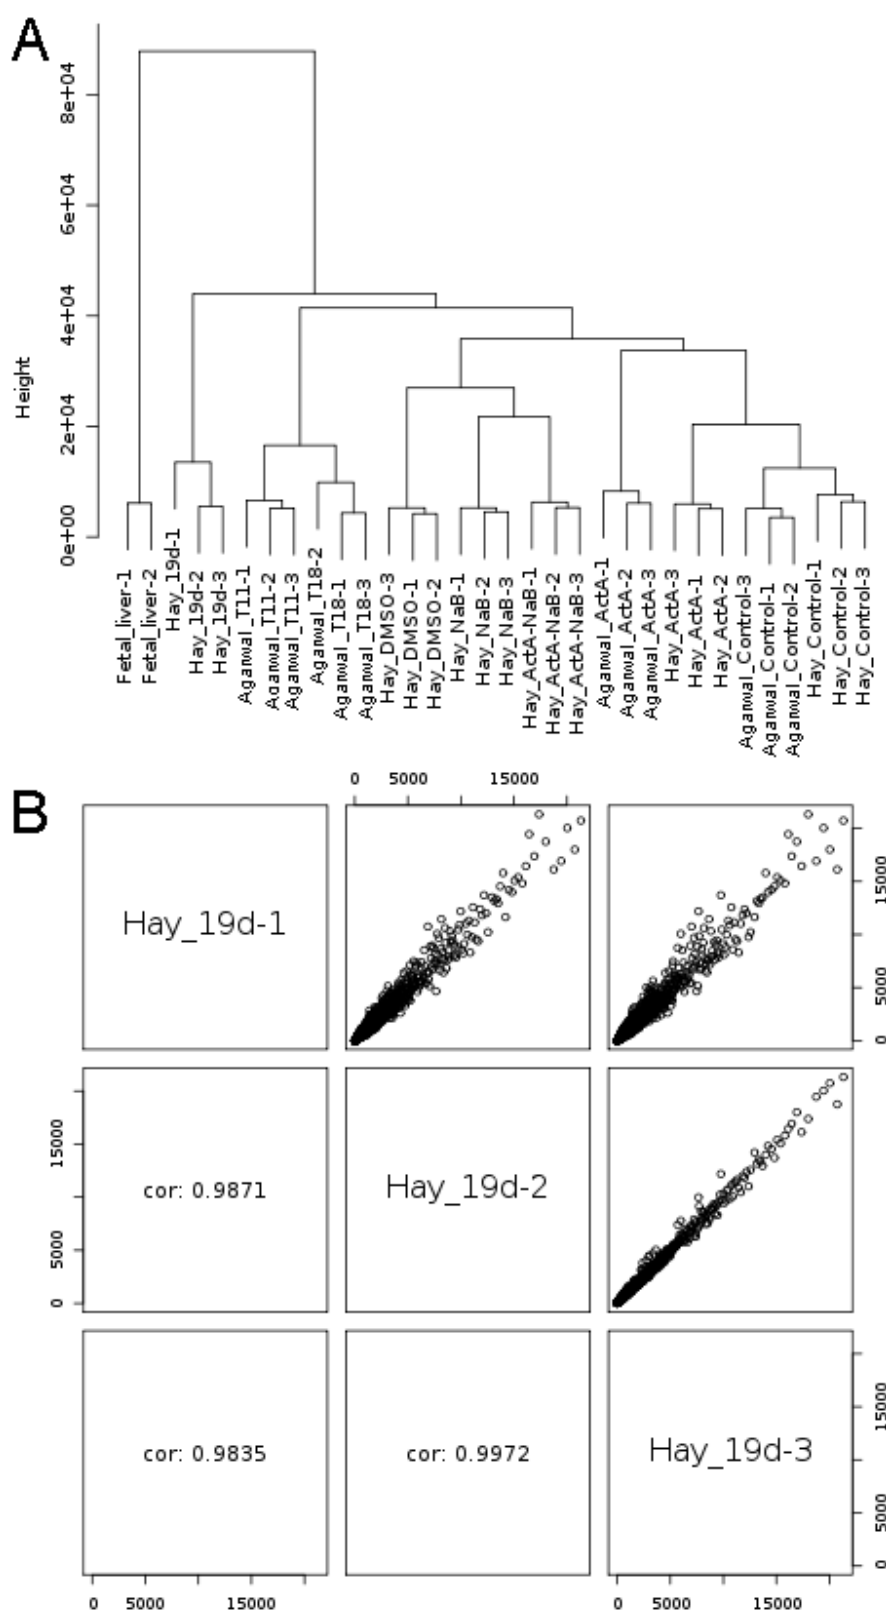 A
Height
0e+00
2e+04
4e+04
6e+04
8e+04
Fetal_liver-1
Fetal_liver-2
Hay_19d-1
Hay_19d-2
Hay_19d-3
Agarwal_T11-1
Agarwal_T11-2
Agarwal_T11-3
Agarwal_T18-2
Agarwal_T18-1
Agarwal_T18-3
Hay_DMSO-3
Hay_DMSO-1
Hay_DMSO-2
Hay_NaB-1
Hay_NaB-2
Hay_NaB-3
Hay_ActA-NaB-1
Hay_ActA-NaB-2
Hay_ActA-NaB-3
Agarwal_ActA-1
Agarwal_ActA-2
Agarwal_ActA-3
Hay_ActA-3
Hay_ActA-1
Hay_ActA-2
Agarwal_Control-3
Agarwal_Control-1
Agarwal_Control-2
Hay_Control-1
Hay_Control-2
Hay_Control-3
B
0 5000 15000
Hay_19d-1
0 5000 15000
0 5000 15000
cor: 0.9871
Hay_19d-2
cor: 0.9835
cor: 0.9972
Hay_19d-3
0 5000 15000
0 5000 15000
0 5000 15000